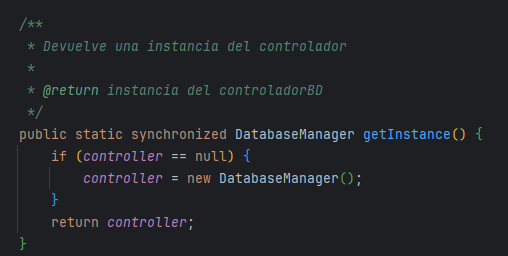 /**
 * Devuelve una instancia del controlador
 *
 * @return instancia del controladorBD
 */
public static synchronized DatabaseManager getInstance() {
    if (controller == null) {
        controller = new DatabaseManager();
    }
    return controller;
}